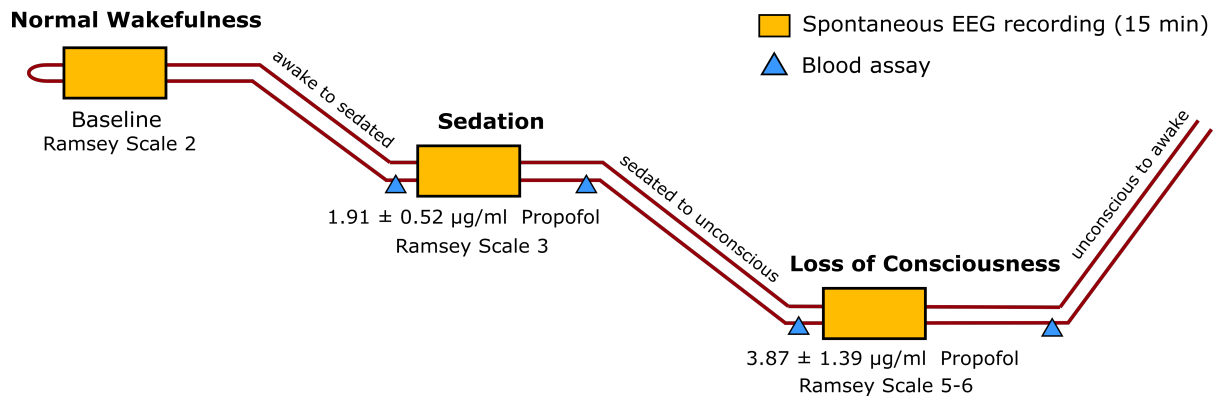 Normal Wakefulness
Baseline
Ramsey Scale 2
awake to sedated
Sedation
1.91 ± 0.52 µg/ml Propofol
Ramsey Scale 3
sedated to unconscious
Loss of Consciousness
3.87 ± 1.39 µg/ml Propofol
Ramsey Scale 5-6
unconscious to awake
Spontaneous EEG recording (15 min)
Blood assay